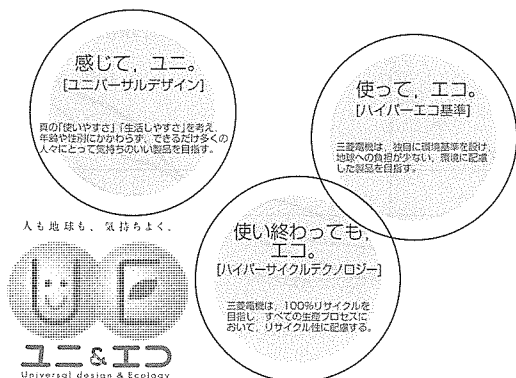 感じて，ユニ。
[ユニバーサルデザイン]
真の「使いやすさ」「生活しやすさ」を考え，
年齢や性別にかかわらず，できるだけ多くの
人々にとって気持ちのいい製品を目指す。
使って，エコ。
[ハイパーエコ基準]
三菱電機は，独自に環境基準を設け，
地球への負担が少ない，環境に配慮
した製品を目指す。
使い終わっても，
エコ。
[ハイパーサイクルテクノロジー]
三菱電機は，100%リサイクルを
目指し，すべての生産プロセスに
おいて，リサイクル性に配慮する。
人も地球も、気持ちよく。
UE
ユニ&エコ
Universal design & Ecology